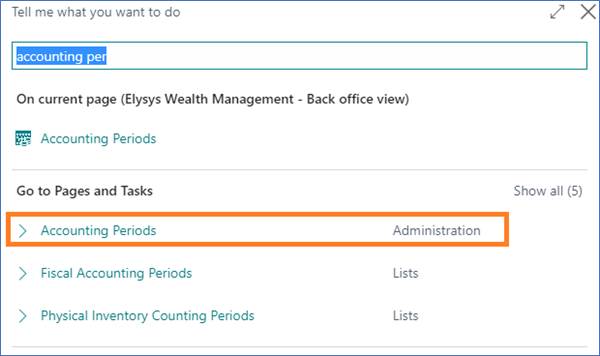 Tell me what you want to do
accounting per
On current page (Elysys Wealth Management - Back office view)
Accounting Periods
Go to Pages and Tasks Show all (5)
Accounting Periods Administration
Fiscal Accounting Periods Lists
Physical Inventory Counting Periods Lists